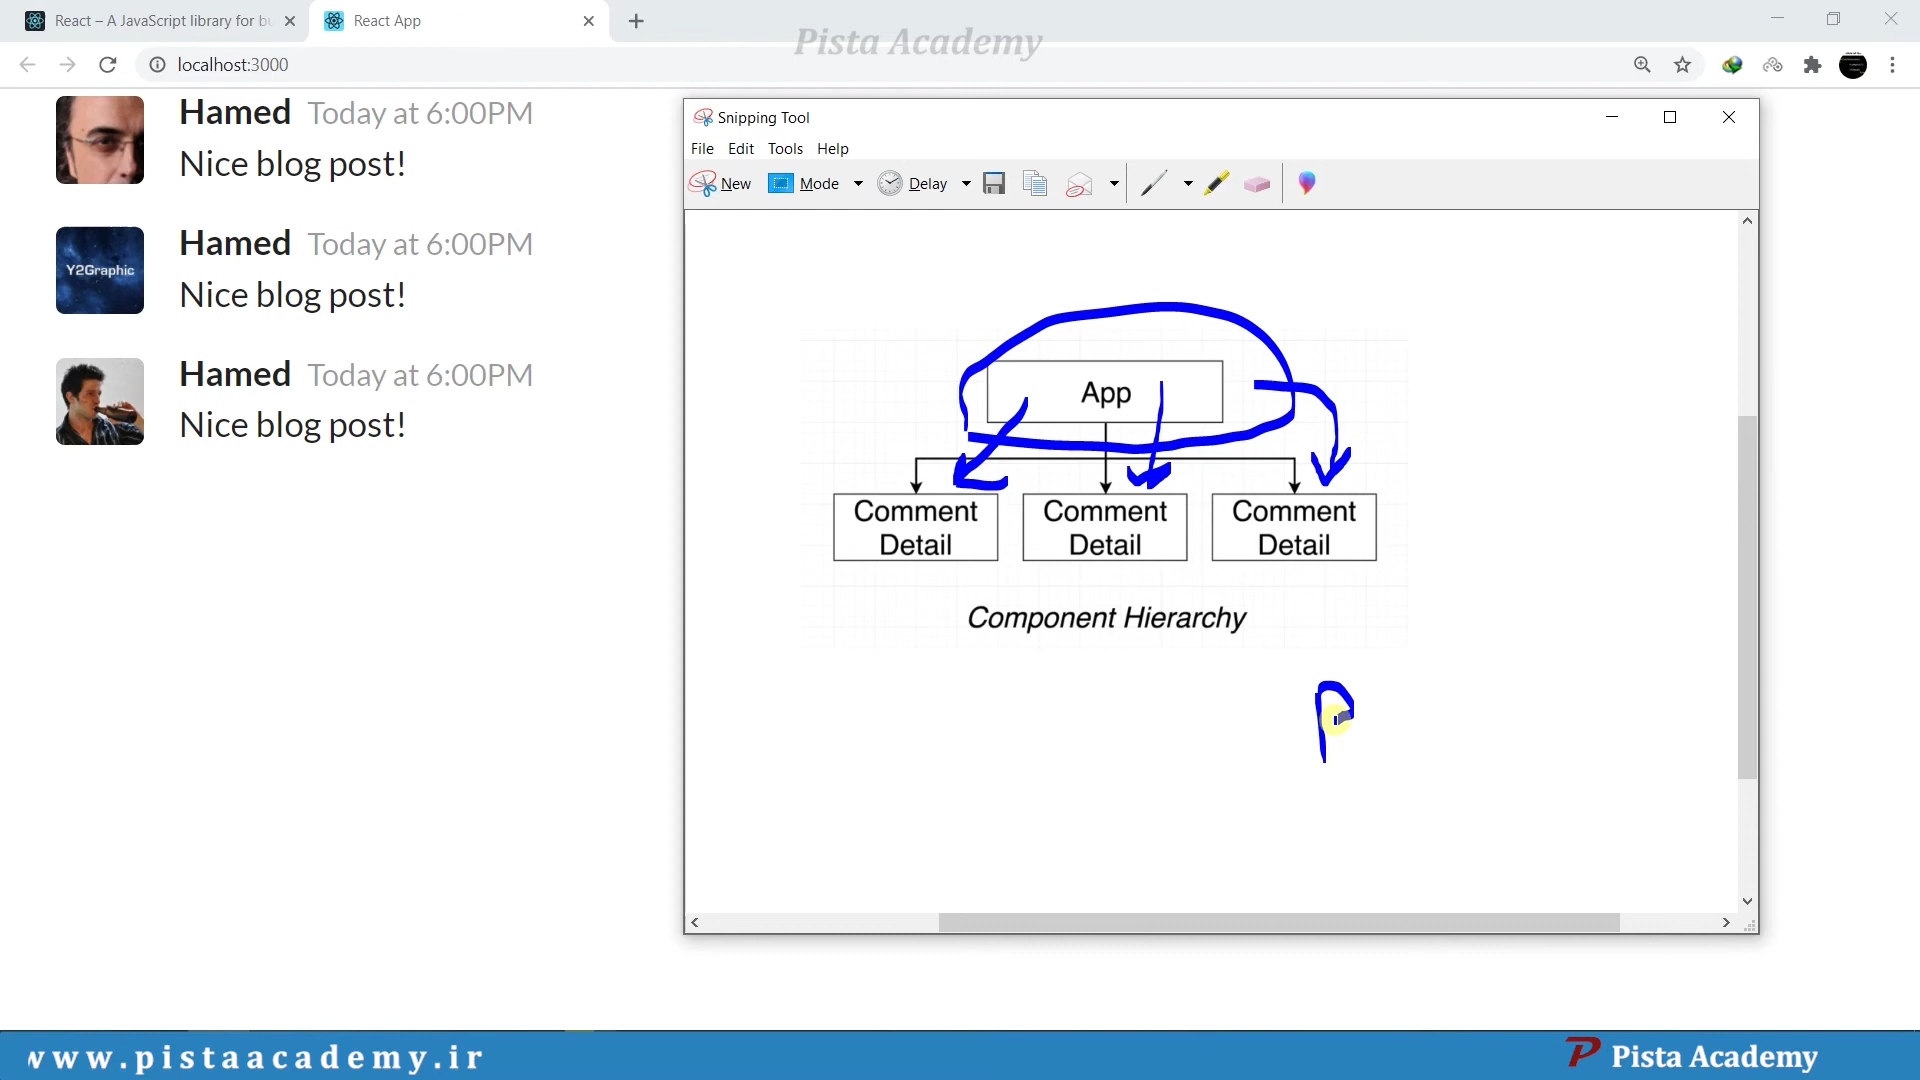 React – A JavaScript library for bu
React App
Pista Academy
localhost:3000
Hamed Today at 6:00PM
Nice blog post!
Y2Graphic
Hamed Today at 6:00PM
Nice blog post!
Hamed Today at 6:00PM
Nice blog post!
Snipping Tool
File Edit Tools Help
New Mode Delay
App
Comment Detail
Comment Detail
Comment Detail
Component Hierarchy
P
www.pistaacademy.ir
P Pista Academy